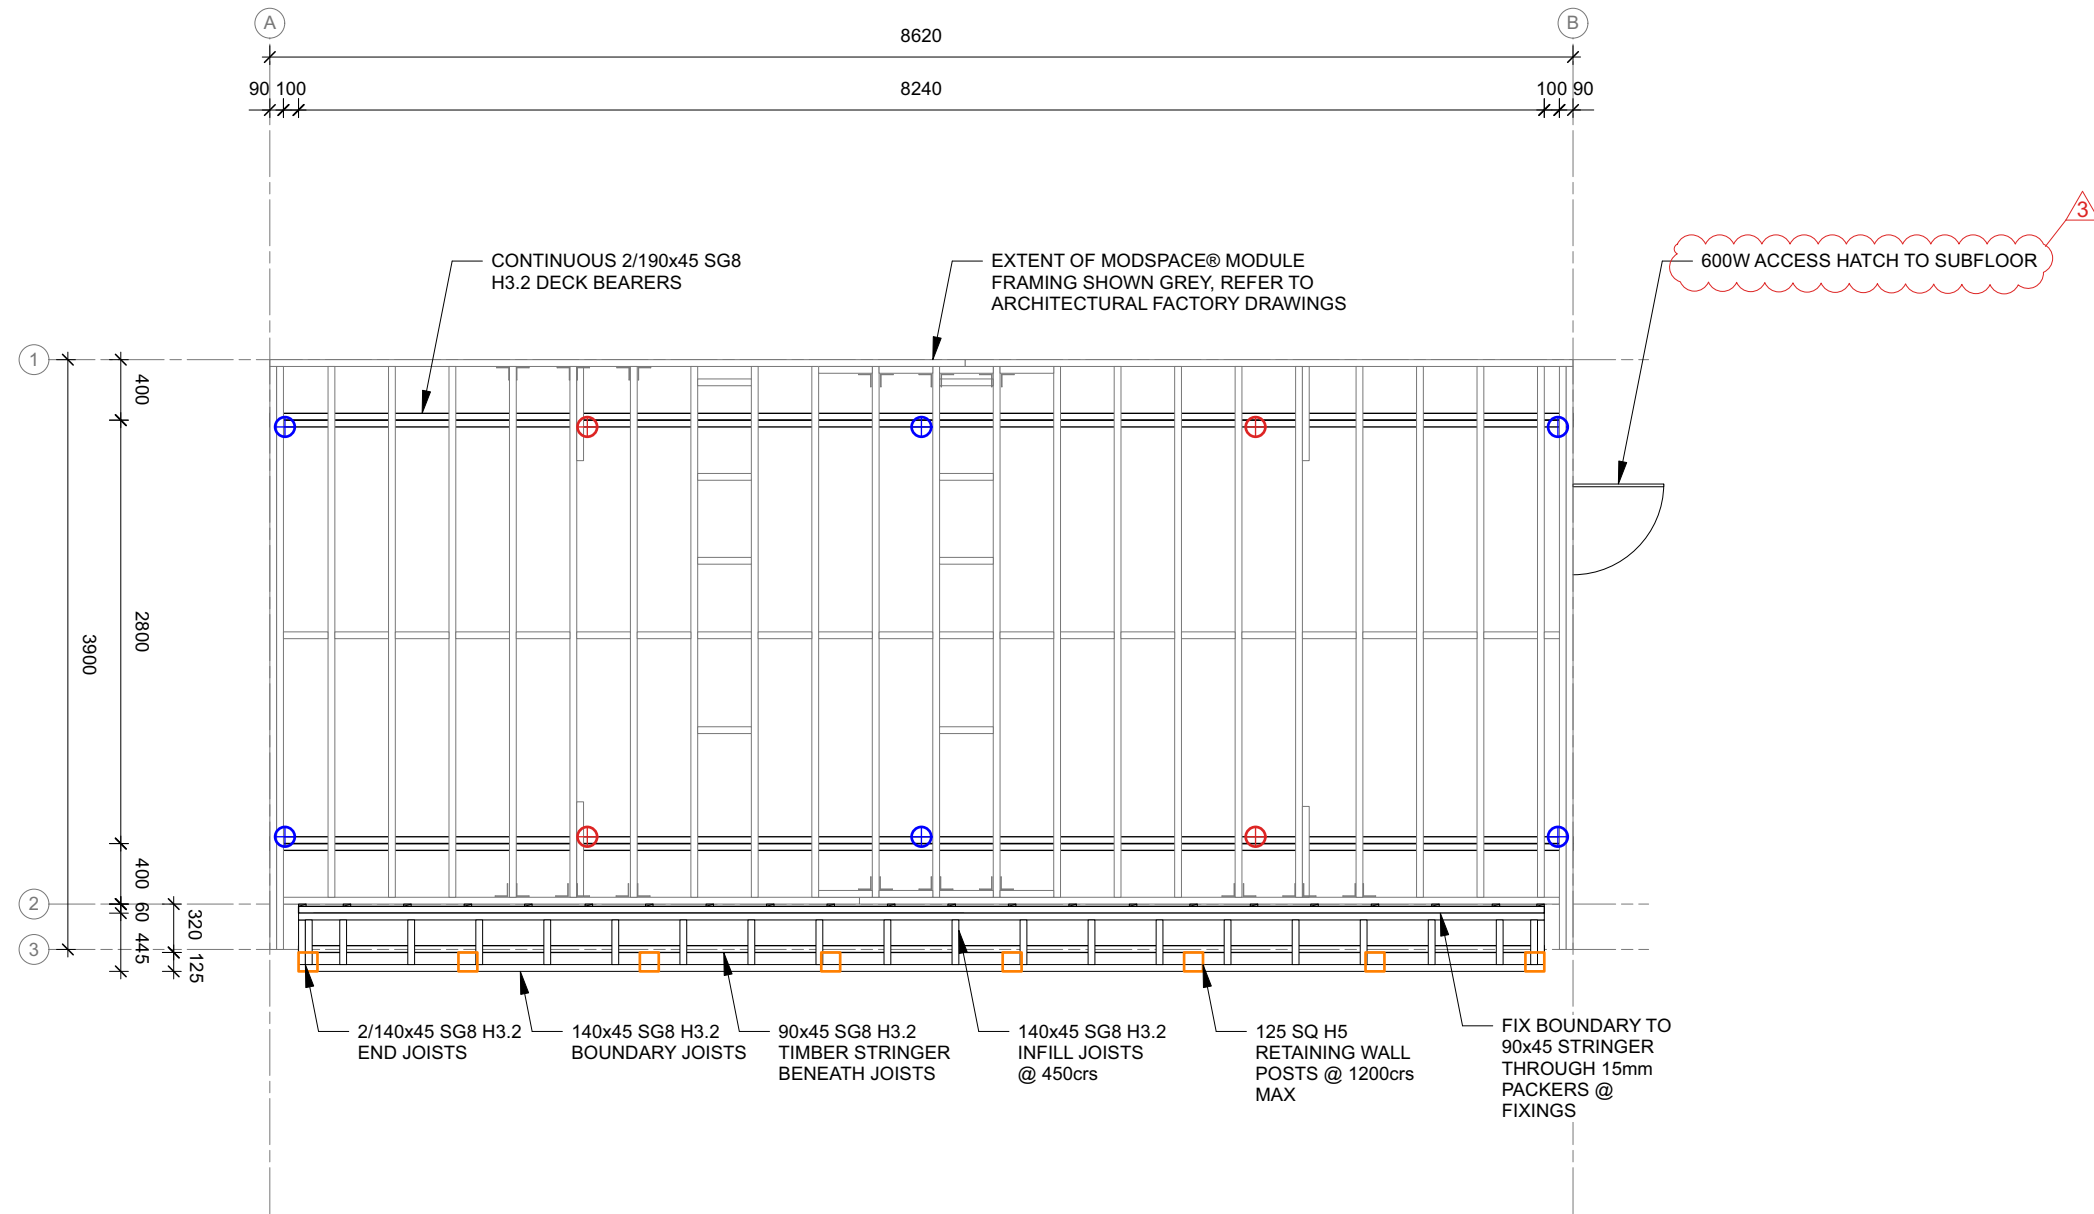 A
B
8620
90 100
8240
100 90
3
CONTINUOUS 2/190x45 SG8
H3.2 DECK BEARERS
EXTENT OF MODSPACE® MODULE
FRAMING SHOWN GREY, REFER TO
ARCHITECTURAL FACTORY DRAWINGS
600W ACCESS HATCH TO SUBFLOOR
1
400
2800
3900
400
2
60
320
3
445
125
2/140x45 SG8 H3.2
END JOISTS
140x45 SG8 H3.2
BOUNDARY JOISTS
90x45 SG8 H3.2
TIMBER STRINGER
BENEATH JOISTS
140x45 SG8 H3.2
INFILL JOISTS
@ 450crs
125 SQ H5
RETAINING WALL
POSTS @ 1200crs
MAX
FIX BOUNDARY TO
90x45 STRINGER
THROUGH 15mm
PACKERS @
FIXINGS